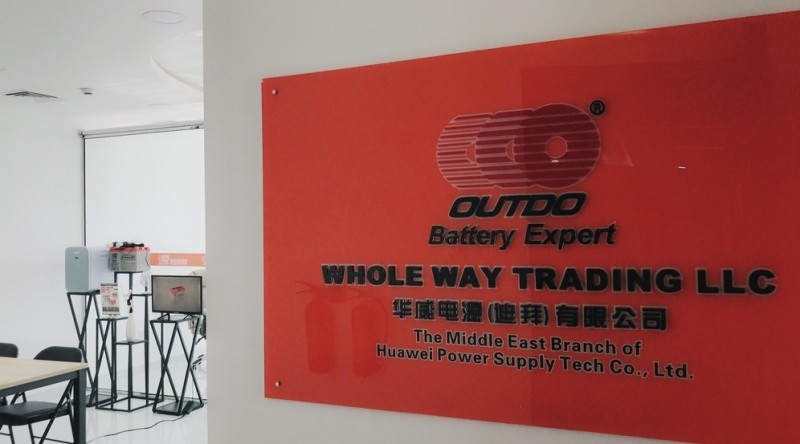 ®
OUTDO
Battery Expert
WHOLE WAY TRADING LLC
华威电源(迪拜)有限公司
The Middle East Branch of
Huawei Power Supply Tech Co., Ltd.